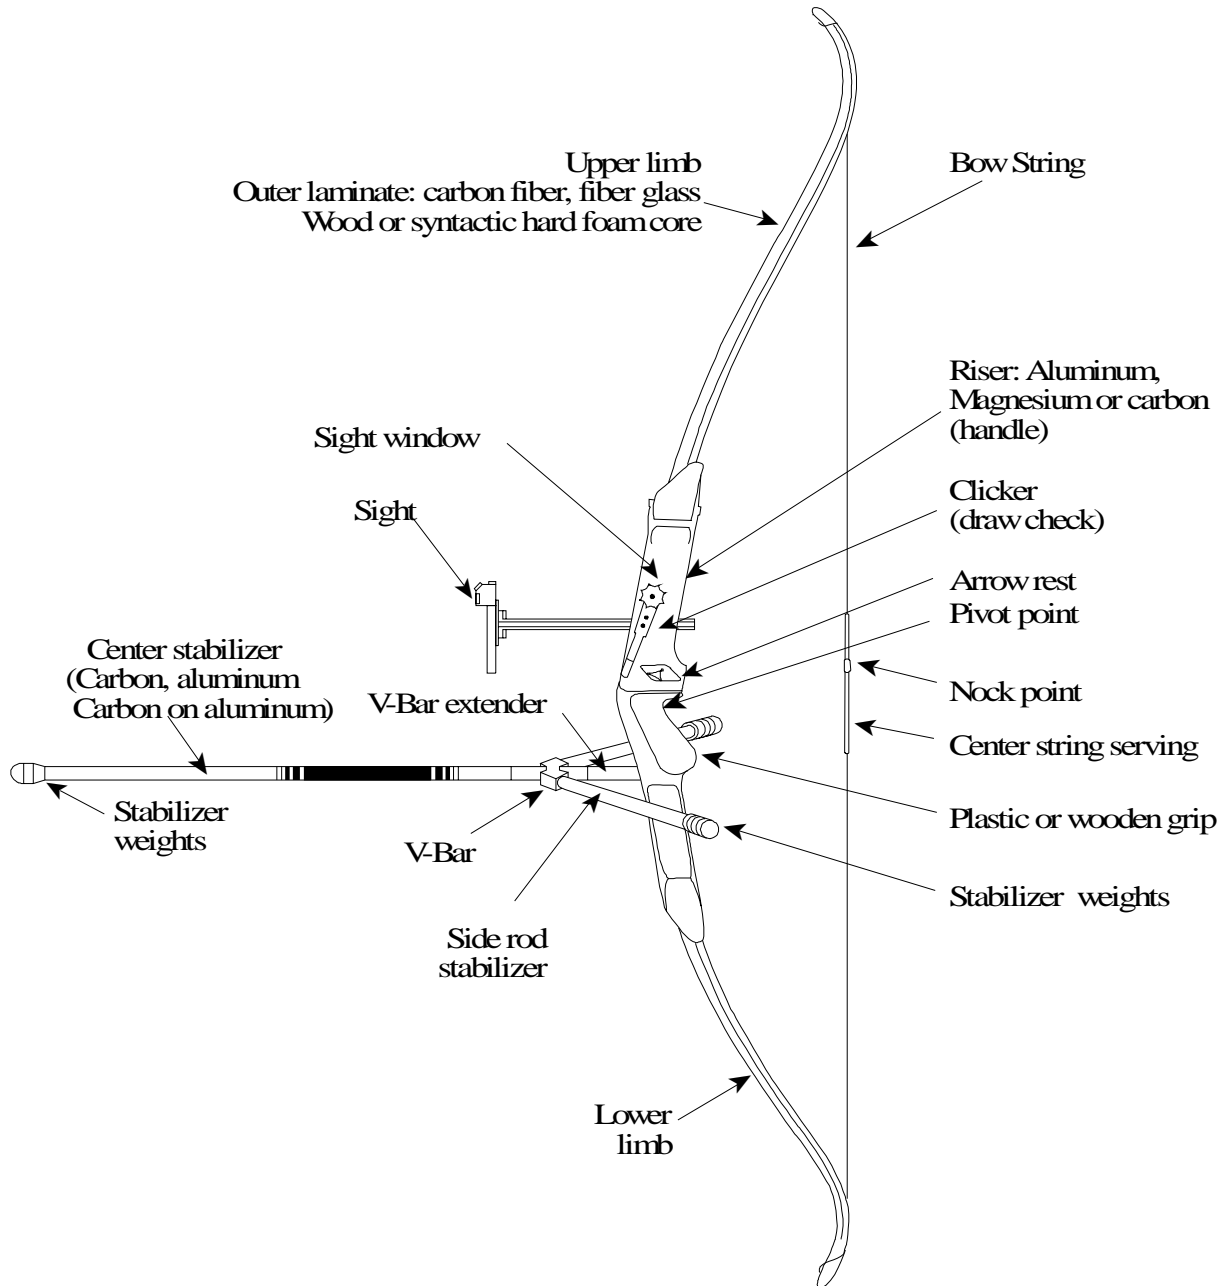 Upper limb
Outer laminate: carbon fiber, fiber glass
Wood or syntactic hard foam core
Bow String
Riser: Aluminum,
Magnesium or carbon
(handle)
Sight window
Clicker
(draw check)
Sight
Arrow rest
Pivot point
Center stabilizer
(Carbon, aluminum
Carbon on aluminum)
V-Bar extender
Nock point
Center string serving
Stabilizer
weights
V-Bar
Plastic or wooden grip
Stabilizer weights
Side rod
stabilizer
Lower
limb